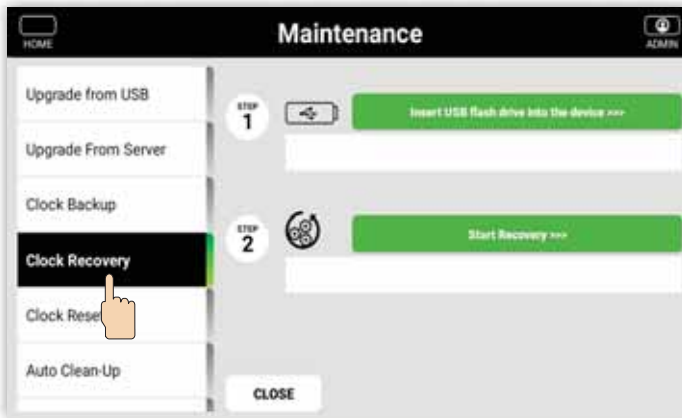 HOME
Maintenance
ADMIN
Upgrade from USB
Upgrade From Server
Clock Backup
Clock Recovery
Clock Reset
Auto Clean-Up
STEP
1
Insert USB flash drive into the device >>>
STEP
2
Start Recovery >>>
CLOSE